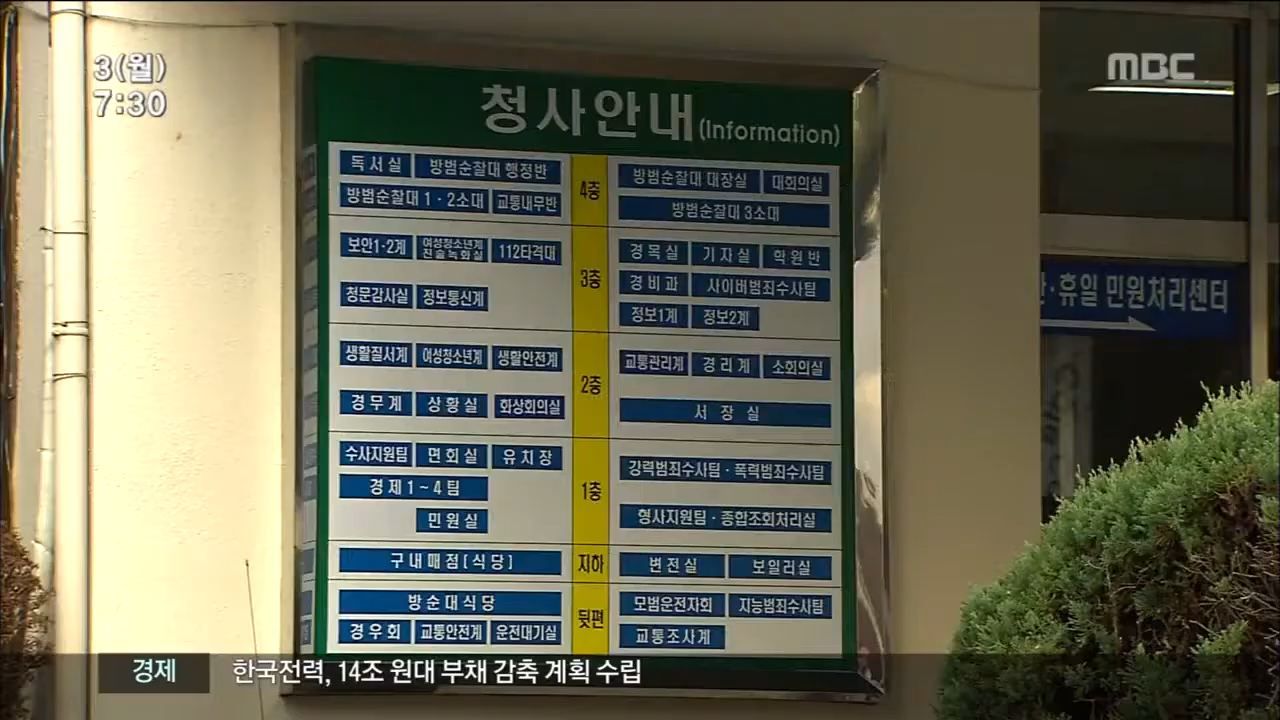 3(월)
7:30
MBC
청사안내(Information)
독서실 방범순찰대 행정반
방범순찰대 1·2소대 교통내무반
4층
방범순찰대 대장실 대회의실
방범순찰대 3소대
보안1·2계 여성청소년계 진술녹화실 112타격대
청문감사실 정보통신계
3층
경목실 기자실 학원반
경비과 사이버범죄수사팀
정보1계 정보2계
생활질서계 여성청소년계 생활안전계
경무계 상황실 화상회의실
2층
교통관리계 경리계 소회의실
서장실
수사지원팀 면회실 유치장
경제1~4팀
민원실
1층
강력범죄수사팀·폭력범죄수사팀
형사지원팀·종합조회처리실
구내매점[식당]
지하
변전실 보일러실
방순대식당
경우회 교통안전계 운전대기실
뒷편
모범운전자회 지능범죄수사팀
교통조사계
·휴일 민원처리센터
경제 한국전력, 14조 원대 부채 감축 계획 수립